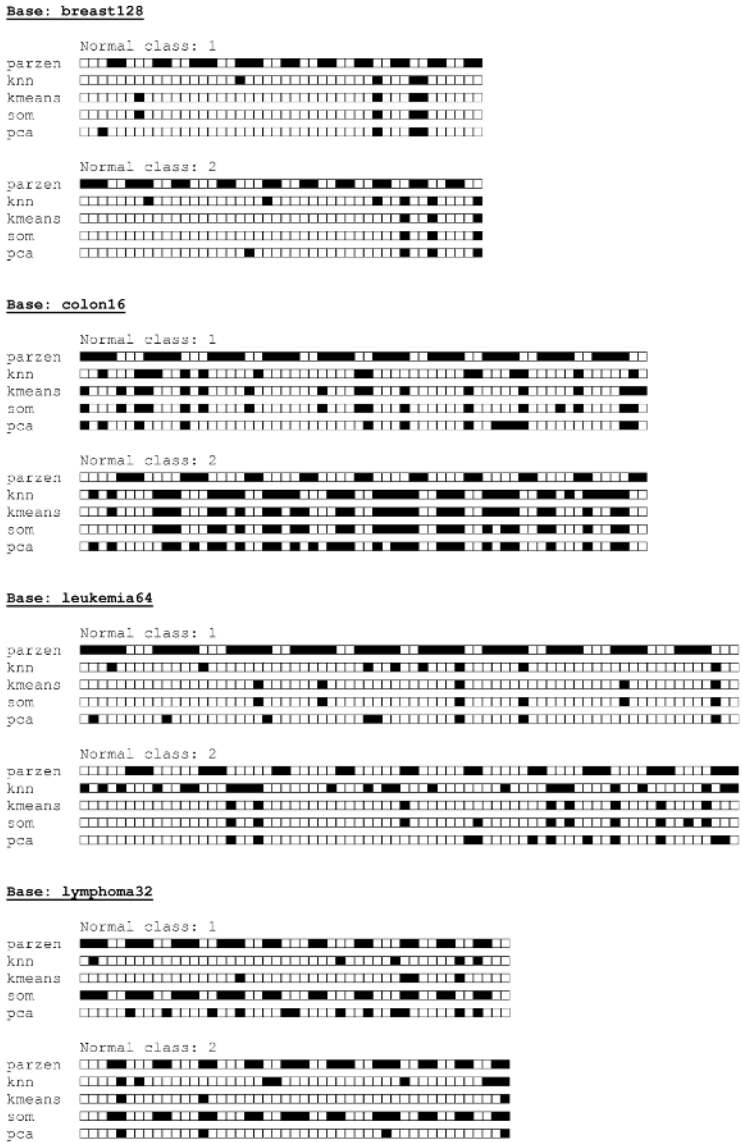 Base: breast128
Normal class: 1
parzen
knn
kmeans
som
pca
Normal class: 2
parzen
knn
kmeans
som
pca
Base: colon16
Normal class: 1
parzen
knn
kmeans
som
pca
Normal class: 2
parzen
knn
kmeans
som
pca
Base: leukemia64
Normal class: 1
parzen
knn
kmeans
som
pca
Normal class: 2
parzen
knn
kmeans
som
pca
Base: lymphoma32
Normal class: 1
parzen
knn
kmeans
som
pca
Normal class: 2
parzen
knn
kmeans
som
pca